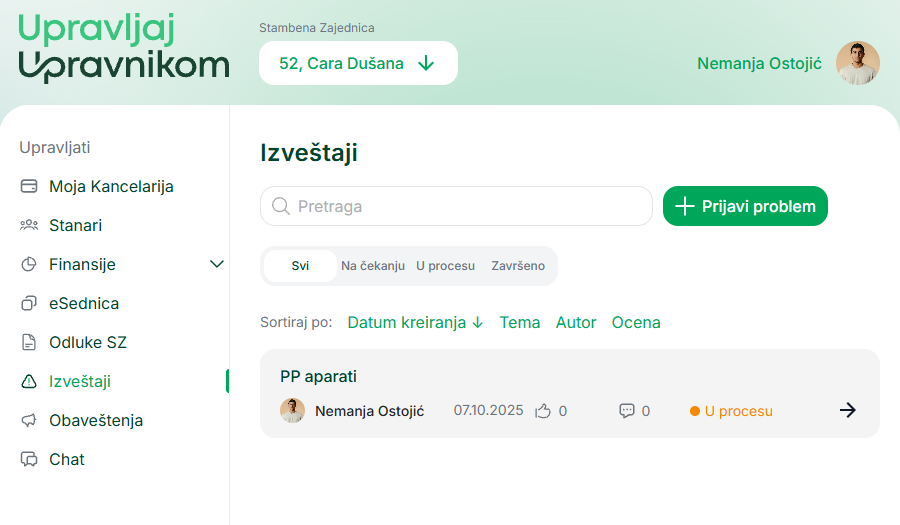 Upravljaj
Upravnikom
Stambena Zajednica
52, Cara Dušana
Nemanja Ostojić
Upravljati
Moja Kancelarija
Stanari
Finansije
eSednica
Odluke SZ
Izveštaji
Obaveštenja
Chat
Izveštaji
Pretraga
Prijavi problem
Svi Na čekanju U procesu Završeno
Sortiraj po: Datum kreiranja Tema Autor Ocena
PP aparati
Nemanja Ostojić 07.10.2025 0 0 U procesu